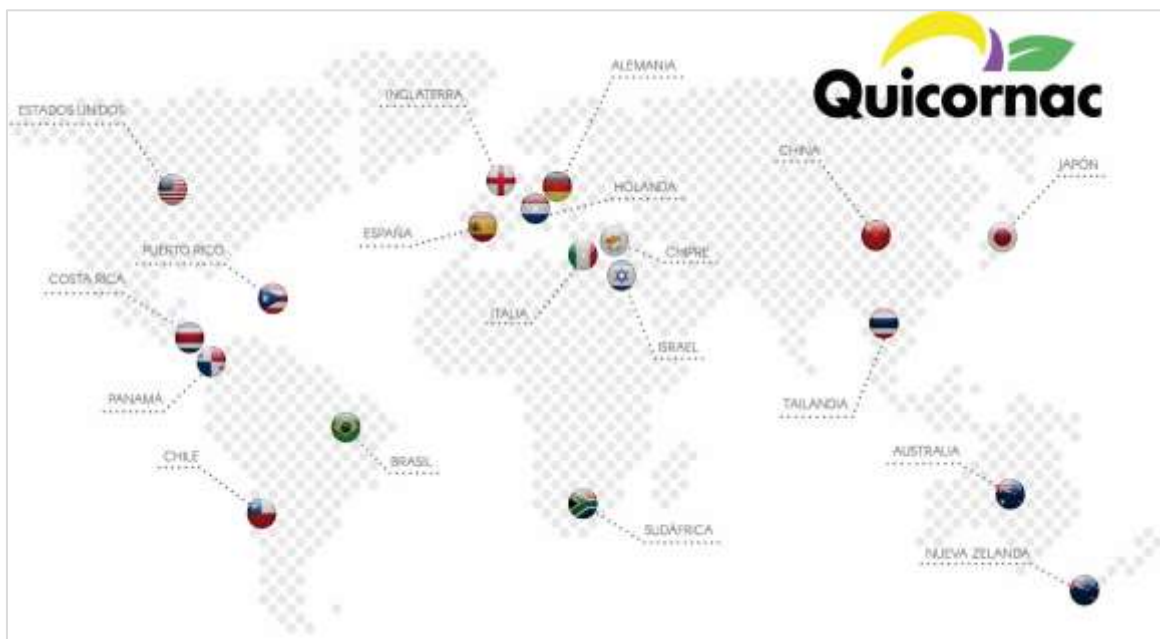 Quicornac
ALEMANIA
INGLATERRA
ESTADOS UNIDOS
CHINA
JAPÓN
HOLANDA
ESPAÑA
PUERTO RICO
CHIPRE
COSTA RICA
ITALIA
ISRAEL
PANAMÁ
TAILANDIA
CHILE
BRASIL
AUSTRALIA
SUDÁFRICA
NUEVA ZELANDA